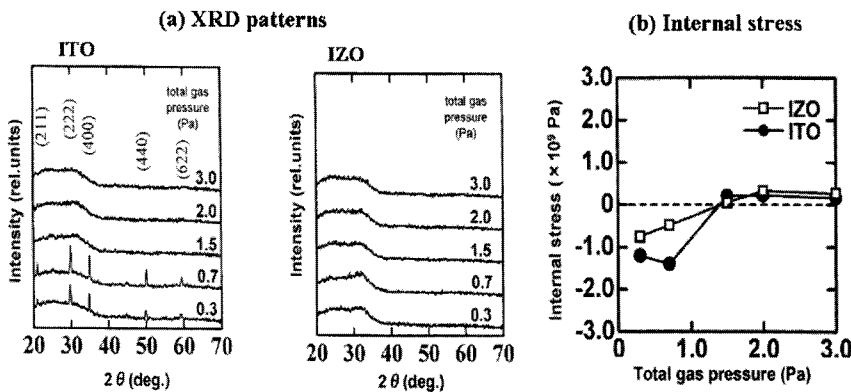 (a) XRD patterns
ITO
Intensity (rel.units)
total gas
pressure
(Pa)
(211)
(222)
(400)
(440)
(622)
3.0
2.0
1.5
0.7
0.3
20 30 40 50 60 70
2θ (deg.)
IZO
Intensity (rel.units)
total gas
pressure
(Pa)
3.0
2.0
1.5
0.7
0.3
20 30 40 50 60 70
2θ (deg.)
(b) Internal stress
Internal stress (×10⁹ Pa)
3.0
2.0
1.0
0
-1.0
-2.0
-3.0
IZO
ITO
0 1.0 2.0 3.0
Total gas pressure (Pa)